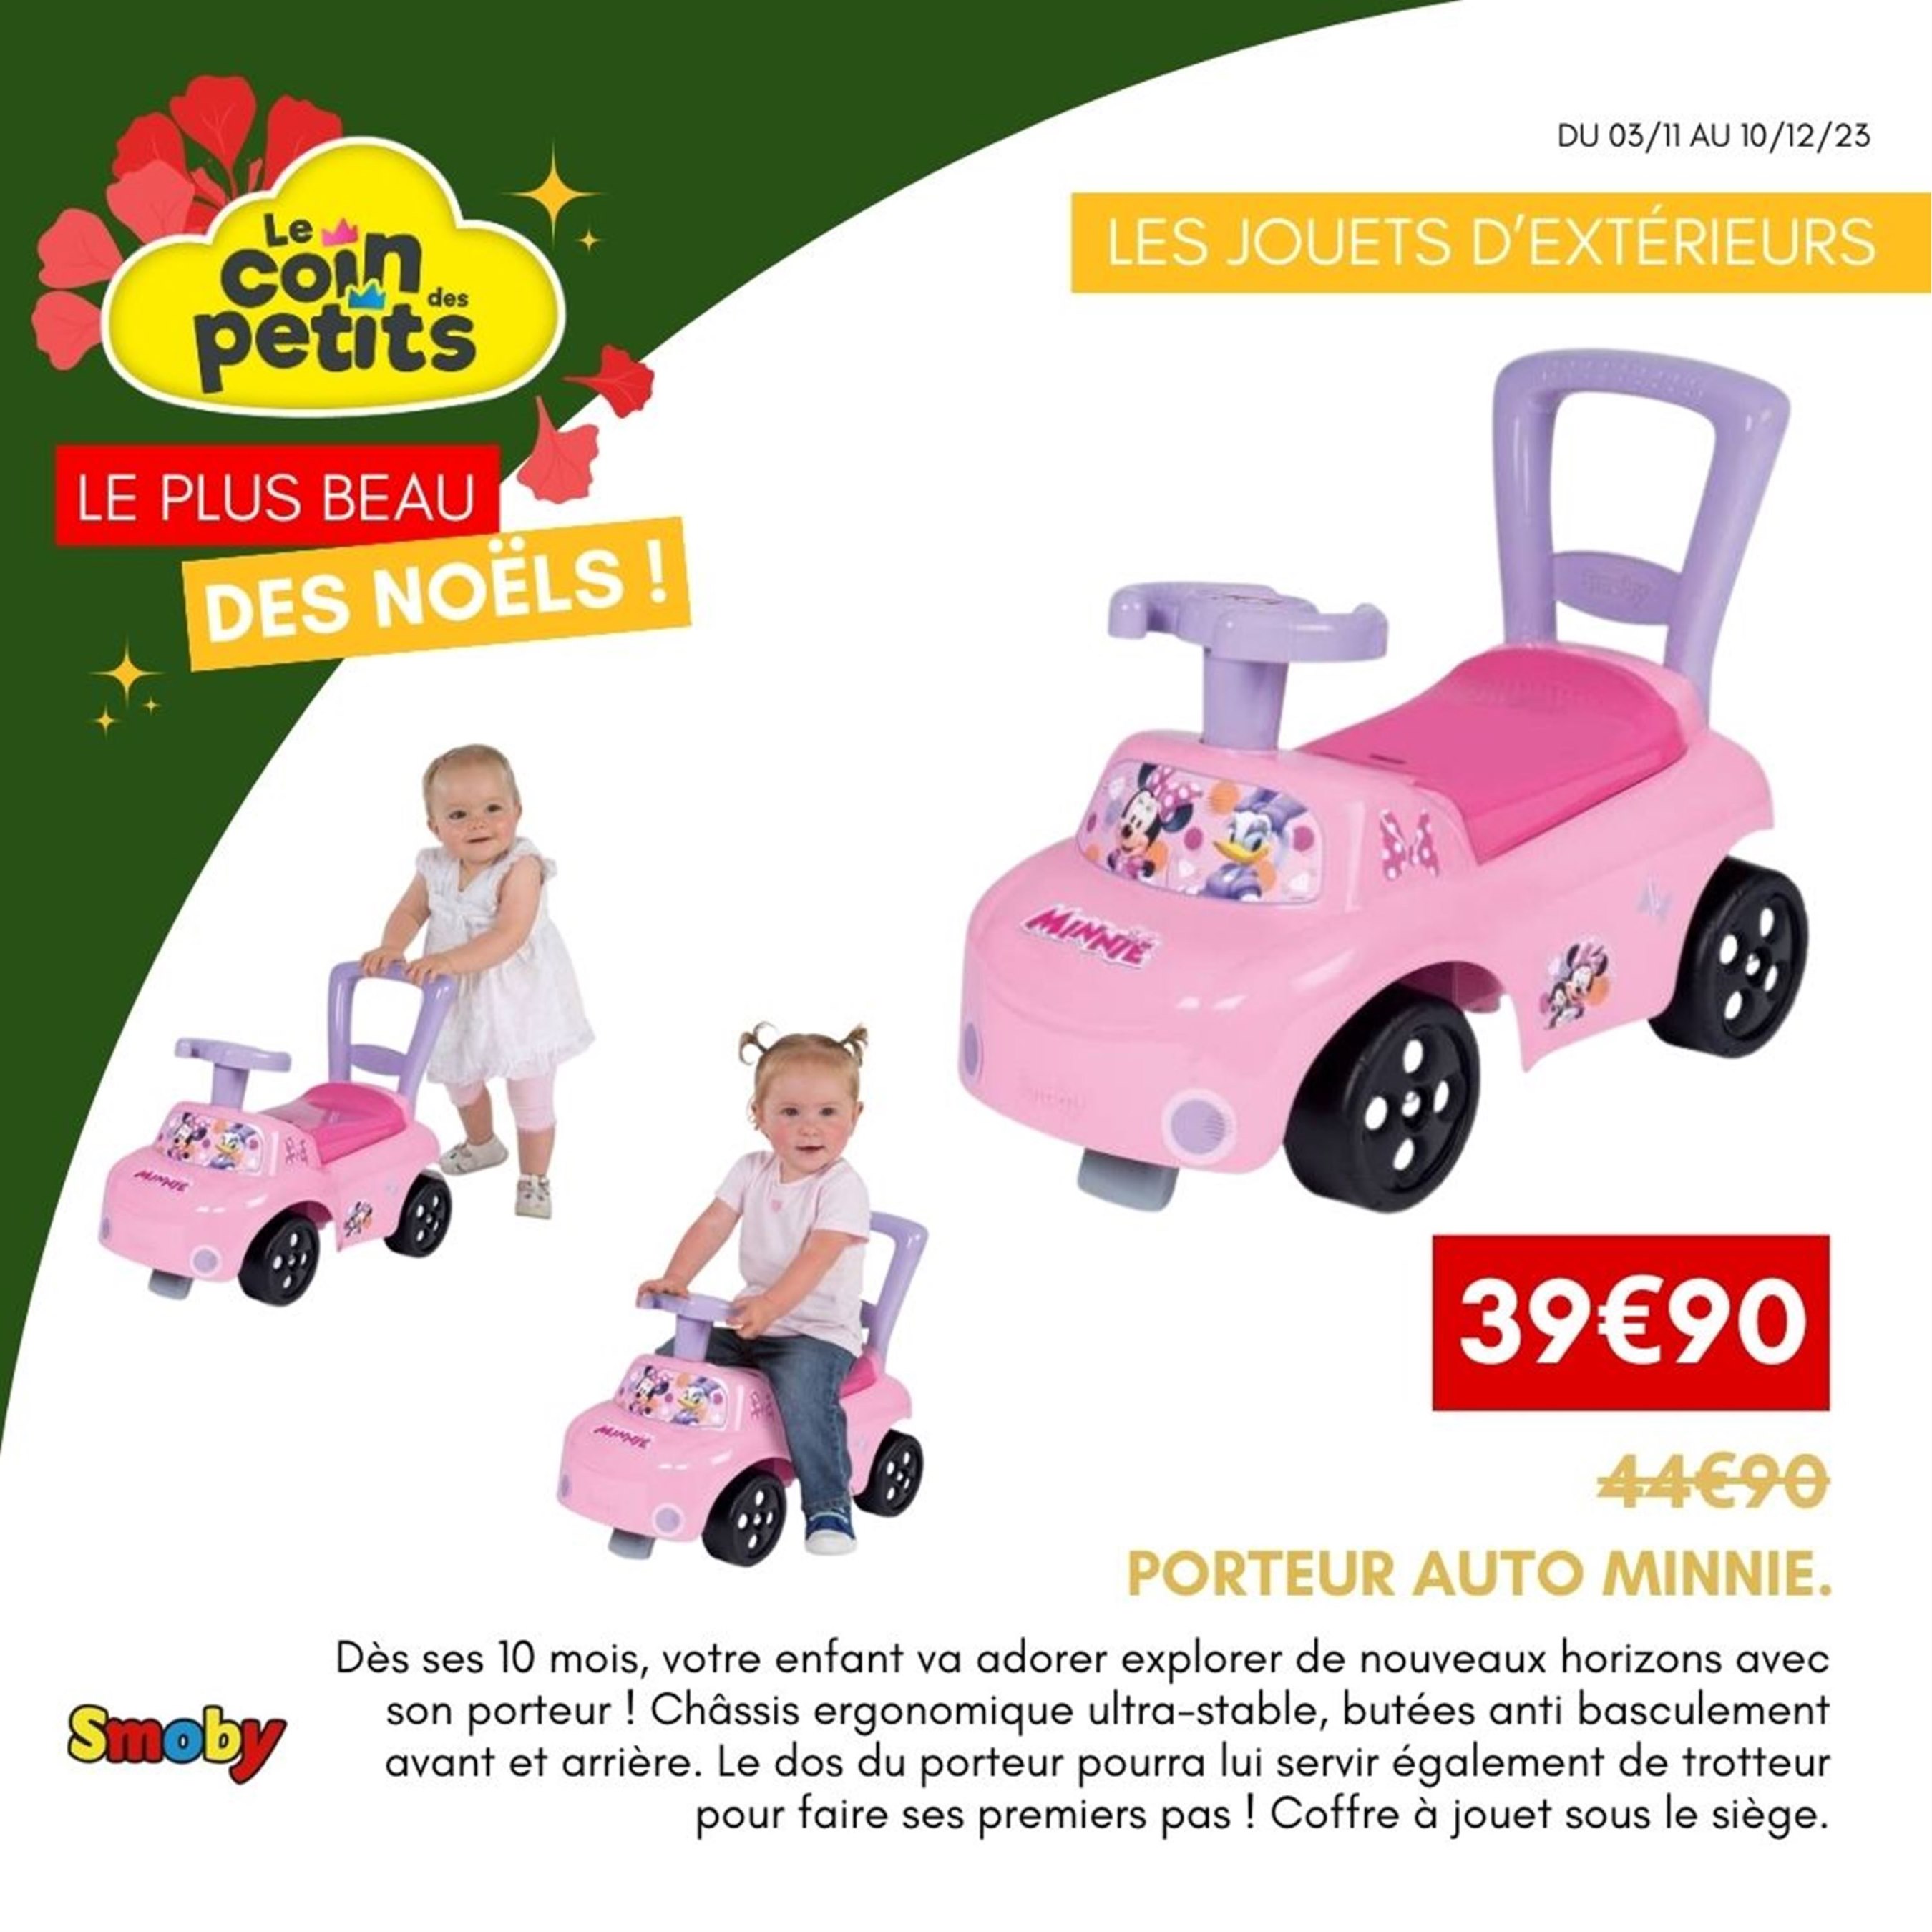 DU 03/11 AU 10/12/23
LES JOUETS D'EXTÉRIEURS
Le
coin
des
petits
LE PLUS BEAU
DES NOËLS !
MINNIE
MINNIE
MINNIE
39€90
44€90
PORTEUR AUTO MINNIE.
Dès ses 10 mois, votre enfant va adorer explorer de nouveaux horizons avec
son porteur ! Châssis ergonomique ultra-stable, butées anti basculement
avant et arrière. Le dos du porteur pourra lui servir également de trotteur
pour faire ses premiers pas ! Coffre à jouet sous le siège.
Smoby